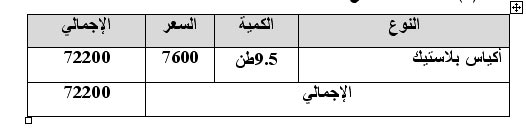 النوع الكمية السعر الإجمالي
أكياس بلاستيك 9.5طن 7600 72200
الإجمالي 72200